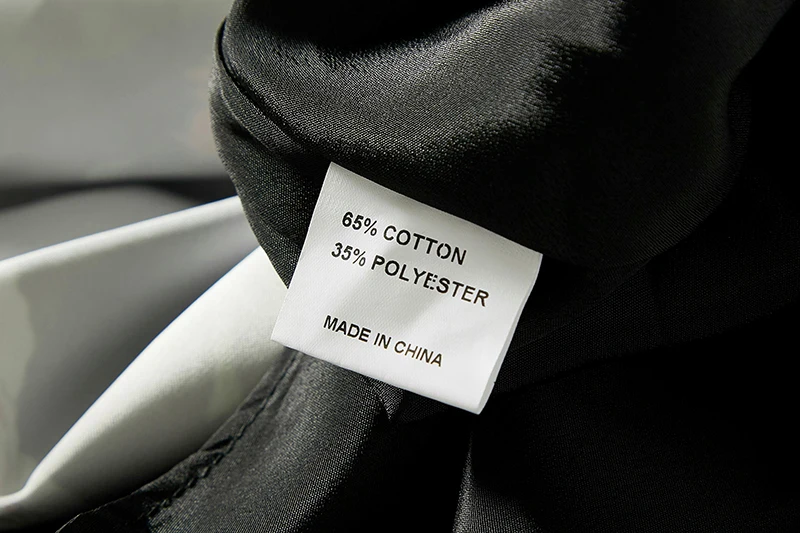 65% COTTON
35% POLYESTER
MADE IN CHINA